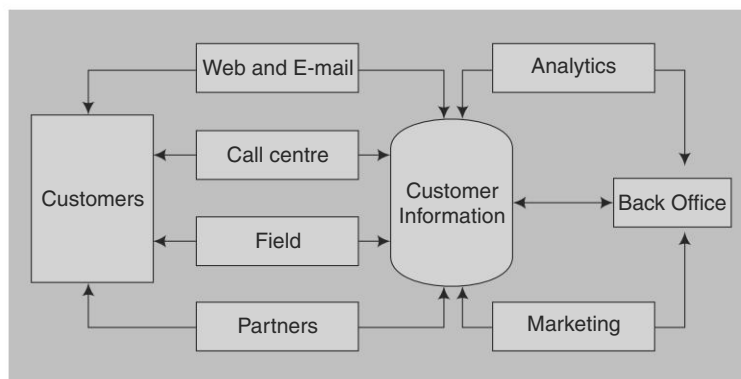 Web and E-mail
Analytics
Call centre
Customers
Customer
Information
Back Office
Field
Partners
Marketing